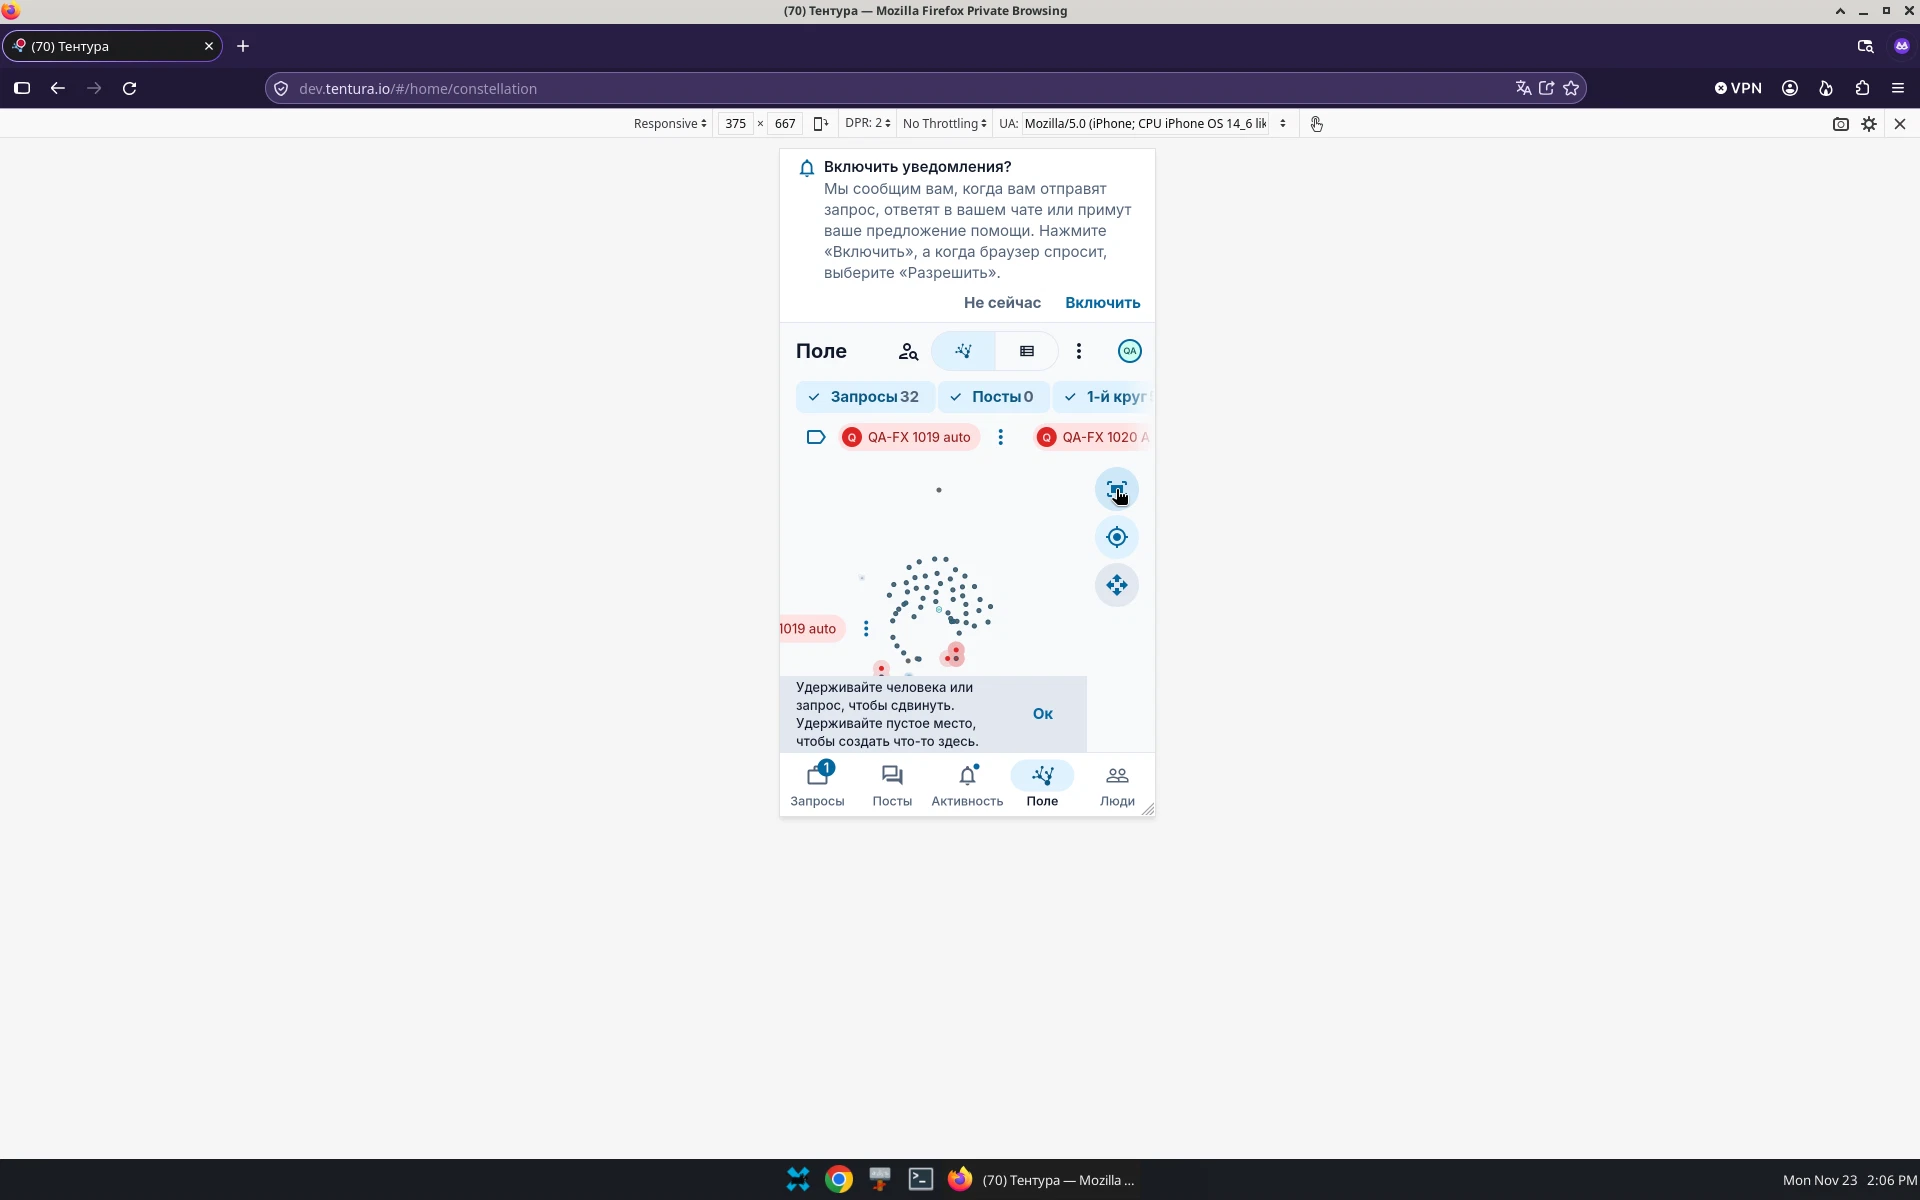 (70) Тентура — Mozilla Firefox Private Browsing
(70) Тентура
dev.tentura.io/#/home/constellation
VPN
Responsive 375 × 667 DPR: 2 No Throttling UA: Mozilla/5.0 (iPhone; CPU iPhone OS 14_6 lik
Включить уведомления?
Мы сообщим вам, когда вам отправят
запрос, ответят в вашем чате или примут
ваше предложение помощи. Нажмите
«Включить», а когда браузер спросит,
выберите «Разрешить».
Не сейчас Включить
Поле
QA
Запросы 32 Посты 0 1-й круг
Q QA-FX 1019 auto Q QA-FX 1020 A
1019 auto
Удерживайте человека или
запрос, чтобы сдвинуть.
Удерживайте пустое место,
чтобы создать что-то здесь.
Ок
1
Запросы Посты Активность Поле Люди
(70) Тентура — Mozilla ...
Mon Nov 23 2:06 PM